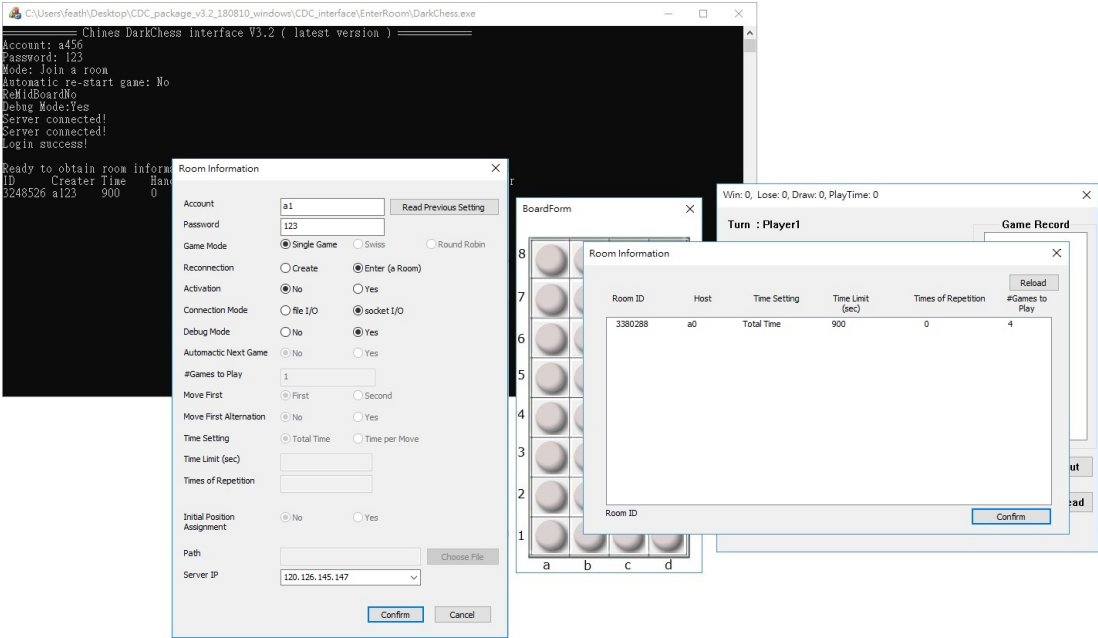 C:\Users\feath\Desktop\CDC_package_v3.2_180810_windows\CDC_interface\EnterRoom\DarkChess.exe
Chines DarkChess interface V3.2 ( latest version )
Account: a456
Password: 123
Mode: Join a room
Automatic re-start game: No
ReMidBoardNo
Debug Mode:Yes
Server connected!
Server connected!
Login success!
Ready to obtain room
ID Creater Time
3248526 a123 900 0
Room Information
Account a1 Read Previous Setting
Password 123
Game Mode Single Game Swiss Round Robin
Reconnection Create Enter (a Room)
Activation No Yes
Connection Mode file I/O socket I/O
Debug Mode No Yes
Automactic Next Game No Yes
#Games to Play 1
Move First First Second
Move First Alternation No Yes
Time Setting Total Time Time per Move
Time Limit (sec)
Times of Repetition
Initial Position
Assignment
No Yes
Path Choose File
Server IP 120.126.145.147
Confirm Cancel
BoardForm
8
7
6
5
4
3
2
1
a b c d
Win: 0, Lose: 0, Draw: 0, PlayTime: 0
Turn : Player1 Game Record
Room Information
Reload
Room ID Host Time Setting Time Limit
(sec)
Times of Repetition #Games to
Play
3380288 a0 Total Time 900 0 4
Room ID
Confirm